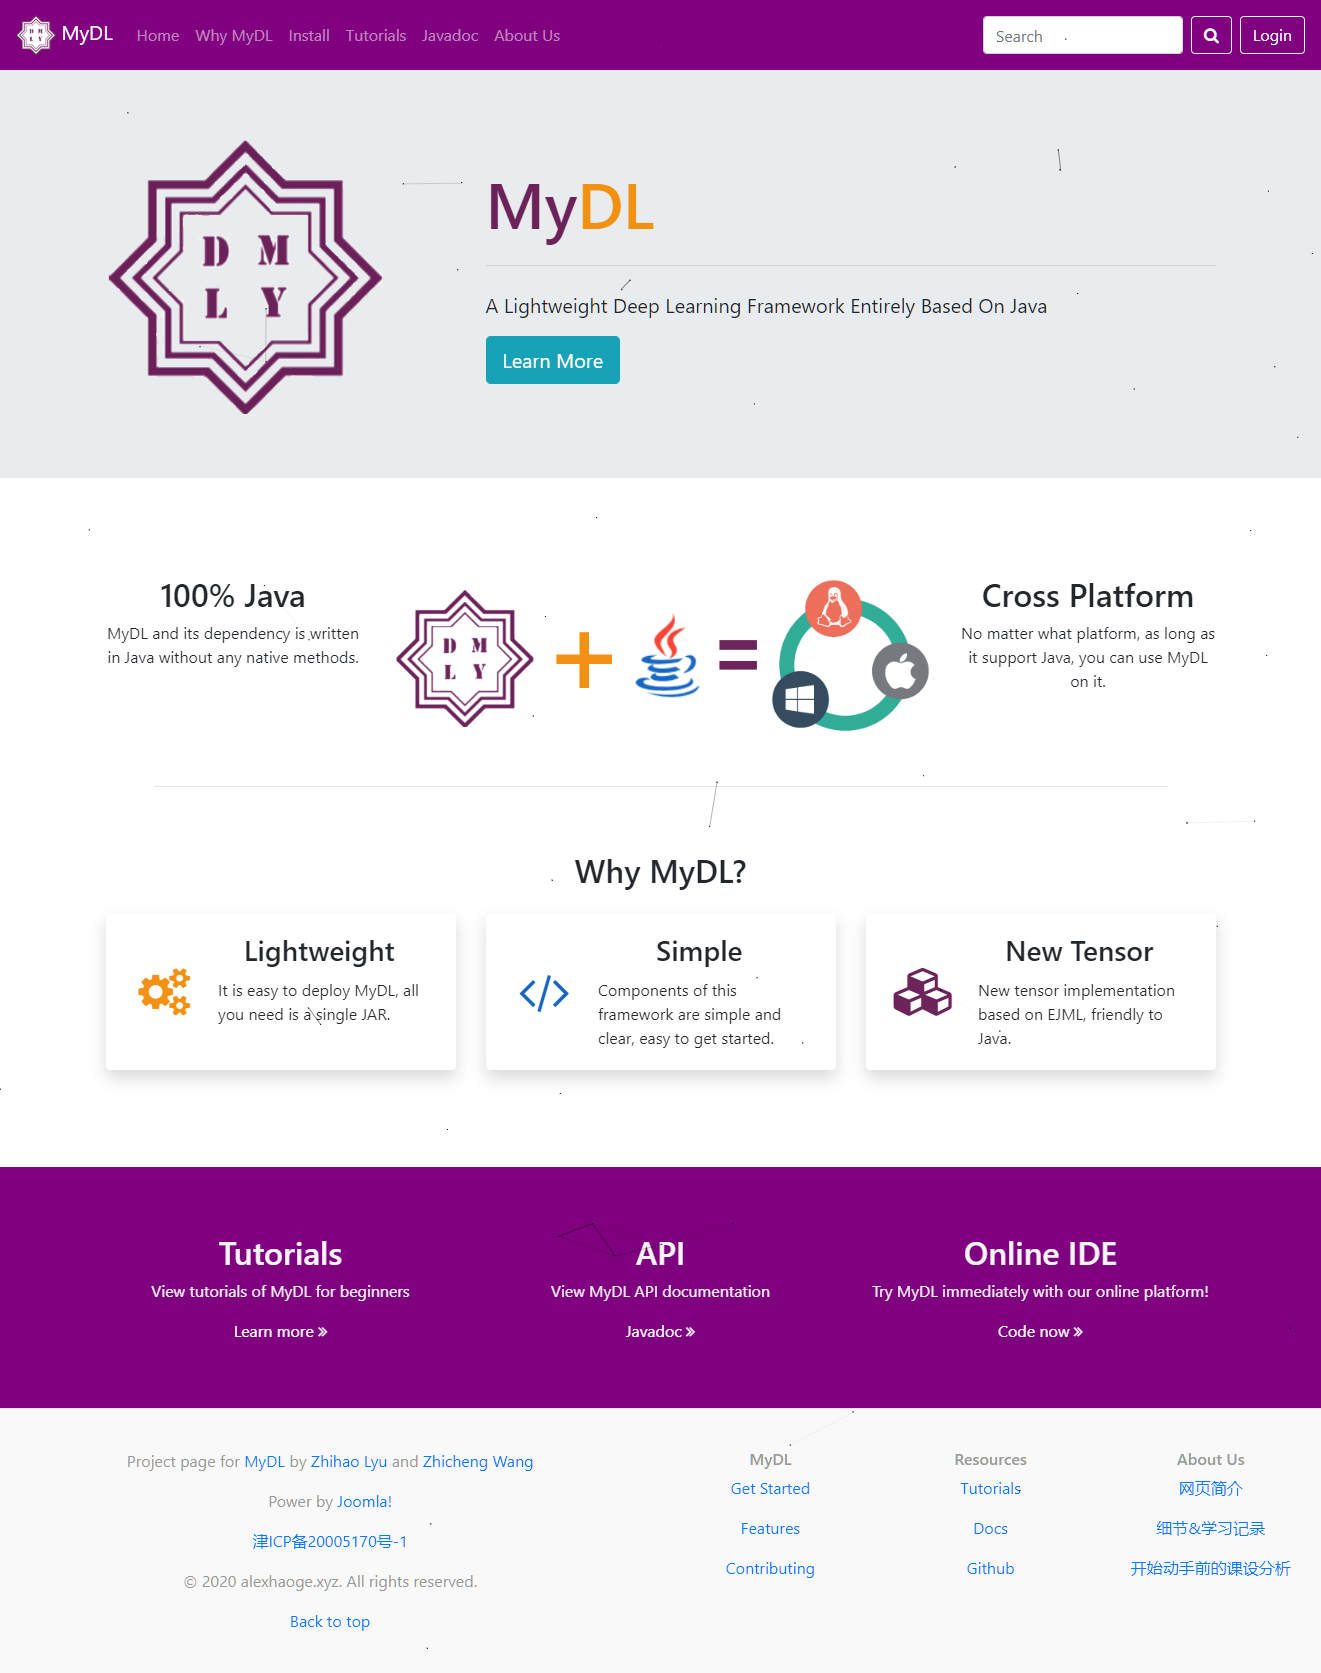 MyDL Home Why MyDL Install Tutorials Javadoc About Us Search Login
D M
L Y
MyDL
A Lightweight Deep Learning Framework Entirely Based On Java
Learn More
100% Java
MyDL and its dependency is written
in Java without any native methods.
D M
L Y
Cross Platform
No matter what platform, as long as
it support Java, you can use MyDL
on it.
Why MyDL?
Lightweight
It is easy to deploy MyDL, all
you need is a single JAR.
Simple
Components of this
framework are simple and
clear, easy to get started.
New Tensor
New tensor implementation
based on EJML, friendly to
Java.
Tutorials
View tutorials of MyDL for beginners
Learn more »
API
View MyDL API documentation
Javadoc »
Online IDE
Try MyDL immediately with our online platform!
Code now »
Project page for MyDL by Zhihao Lyu and Zhicheng Wang
Power by Joomla!
津ICP备20005170号-1
© 2020 alexhaoge.xyz. All rights reserved.
Back to top
MyDL
Get Started
Features
Contributing
Resources
Tutorials
Docs
Github
About Us
网页简介
细节&学习记录
开始动手前的课设分析